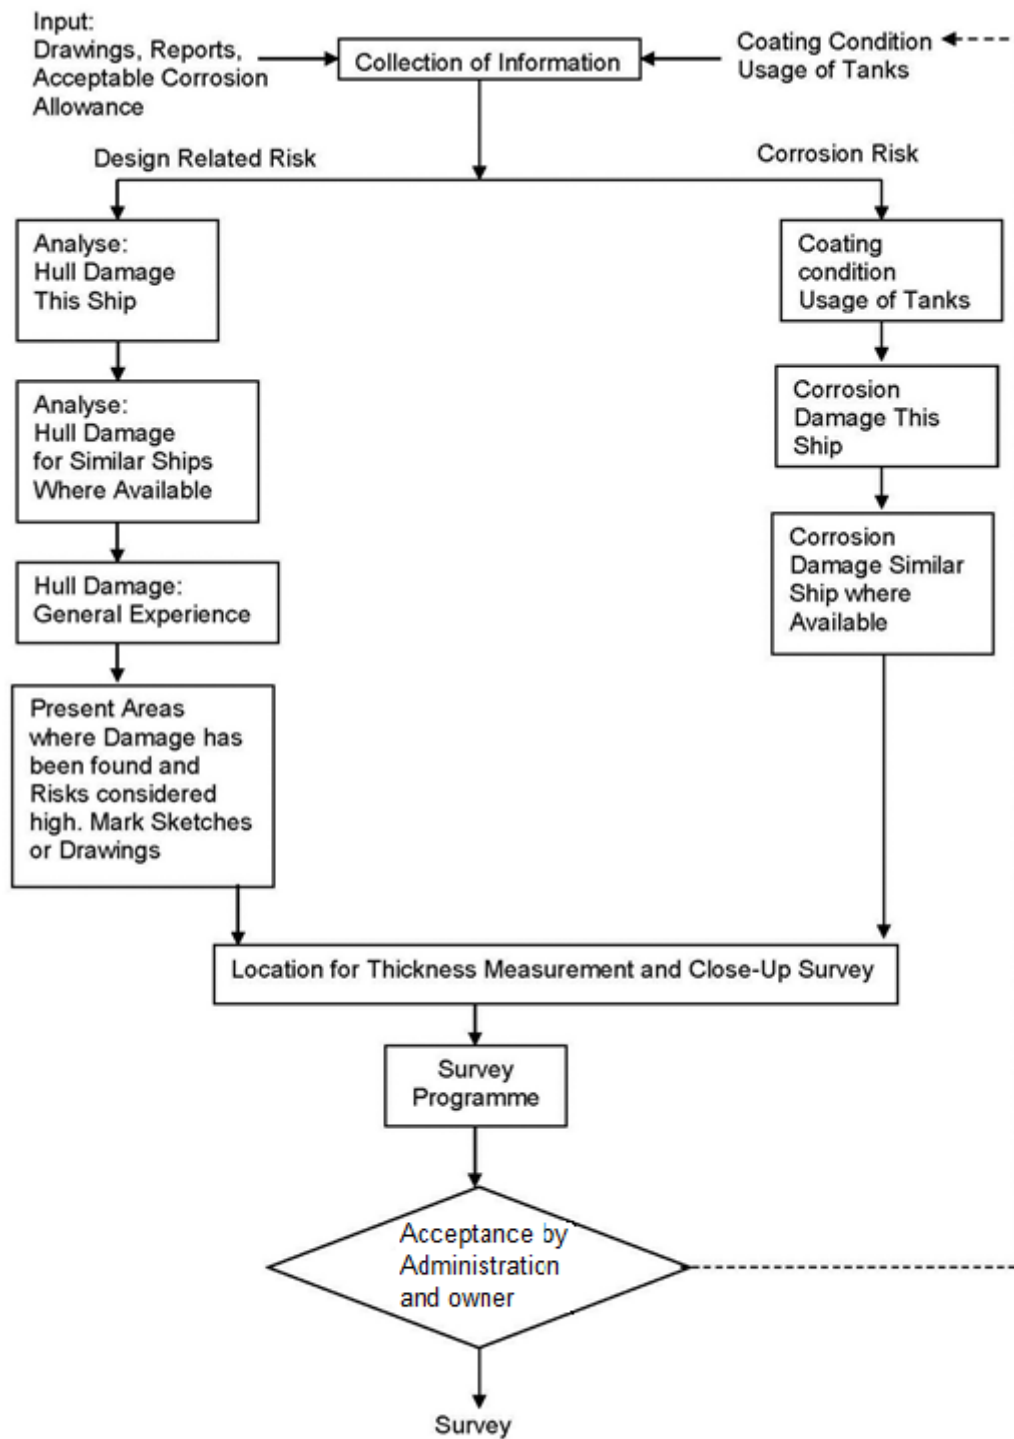 Input:
Drawings, Reports,
Acceptable Corrosion
Allowance
Collection of Information
Coating Condition
Usage of Tanks
Design Related Risk
Corrosion Risk
Analyse:
Hull Damage
This Ship
Analyse:
Hull Damage
for Similar Ships
Where Available
Hull Damage:
General Experience
Present Areas
where Damage has
been found and
Risks considered
high. Mark Sketches
or Drawings
Coating
condition
Usage of Tanks
Corrosion
Damage This
Ship
Corrosion
Damage Similar
Ship where
Available
Location for Thickness Measurement and Close-Up Survey
Survey
Programme
Acceptance by
Administration
and owner
Survey